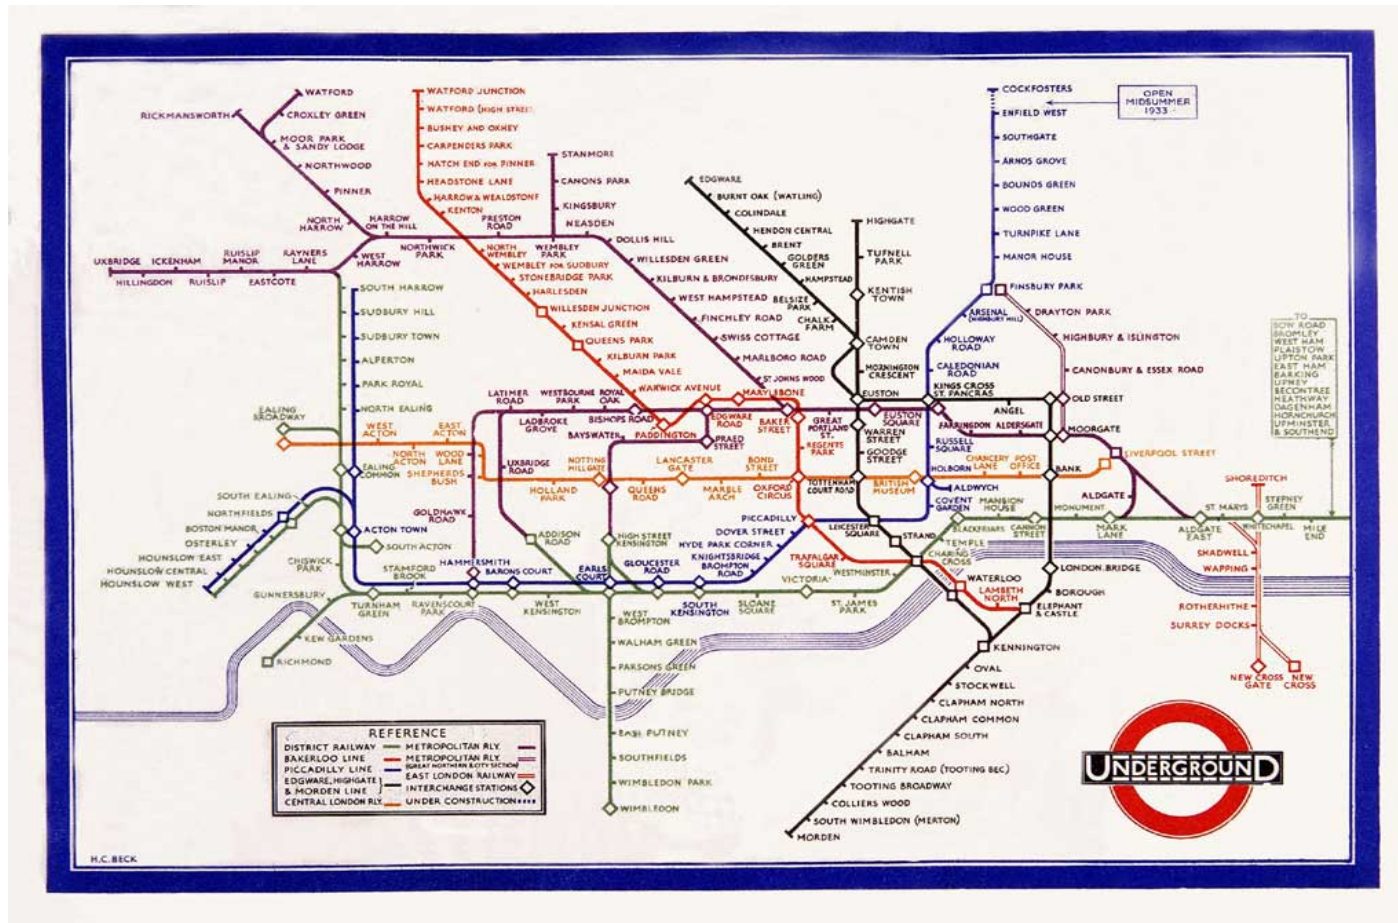 WATFORD
RICKMANSWORTH
CROXLEY GREEN
MOOR PARK
& SANDY LODGE
NORTHWOOD
PINNER
NORTH
HARROW
HARROW
ON THE HILL
NORTHWICK
PARK
PRESTON
ROAD
WEMBLEY
PARK
NEASDEN
KINGSBURY
CANONS PARK
STANMORE
WEST
HARROW
RAYNERS
LANE
EASTCOTE
RUISLIP
MANOR
RUISLIP
ICKENHAM
HILLINGDON
UXBRIDGE
DOLLIS HILL
WILLESDEN GREEN
KILBURN & BRONDESBURY
WEST HAMPSTEAD
FINCHLEY ROAD
SWISS COTTAGE
MARLBORO ROAD
ST JOHNS WOOD
WATFORD JUNCTION
WATFORD (HIGH STREET
BUSHEY AND OXHEY
CARPENDERS PARK
HATCH END FOR PINNER
HEADSTONE LANE
HARROW & WEALDSTONE
KENTON
NORTH
WEMBLEY
WEMBLEY FOR SUDBURY
STONEBRIDGE PARK
HARLESDEN
WILLESDEN JUNCTION
KENSAL GREEN
QUEENS PARK
KILBURN PARK
MAIDA VALE
WARWICK AVENUE
PADDINGTON
EDGWARE
ROAD
MARYLEBONE
BAKER
STREET
REGENTS
PARK
OXFORD
CIRCUS
PICCADILLY
TRAFALGAR
SQUARE
STRAND
CHARING
CROSS
WATERLOO
LAMBETH
NORTH
ELEPHANT
& CASTLE
EDGWARE
BURNT OAK (WATLING)
COLINDALE
HENDON CENTRAL
BRENT
GOLDERS
GREEN
HAMPSTEAD
BELSIZE
PARK
CHALK
FARM
CAMDEN
TOWN
HIGHGATE
TUFNELL
PARK
KENTISH
TOWN
MORNINGTON
CRESCENT
EUSTON
WARREN
STREET
GOODGE
STREET
TOTTENHAM
COURT ROAD
LEICESTER
SQUARE
COCKFOSTERS
OPEN
MIDSUMMER
1933
ENFIELD WEST
SOUTHGATE
ARNOS GROVE
BOUNDS GREEN
WOOD GREEN
TURNPIKE LANE
MANOR HOUSE
FINSBURY PARK
ARSENAL
(HIGHBURY HILL)
HOLLOWAY
ROAD
CALEDONIAN
ROAD
KINGS CROSS
ST. PANCRAS
RUSSELL
SQUARE
HOLBORN
ALDWYCH
COVENT
GARDEN
DRAYTON PARK
HIGHBURY & ISLINGTON
CANONBURY & ESSEX ROAD
OLD STREET
MOORGATE
ANGEL
FARRINGDON
ALDERSGATE
LIVERPOOL STREET
ALDGATE
BANK
TO
BOW ROAD
BROMLEY
WEST HAM
PLAISTOW
UPTON PARK
EAST HAM
BARKING
UPNEY
BECONTREE
HEATHWAY
DAGENHAM
HORNCHURCH
UPMINSTER
& SOUTHEND
SOUTH HARROW
SUDBURY HILL
SUDBURY TOWN
ALPERTON
PARK ROYAL
NORTH EALING
EALING
COMMON
EALING
BROADWAY
WEST
ACTON
NORTH
ACTON
EAST
ACTON
WOOD
LANE
SHEPHERDS
BUSH
HOLLAND
PARK
NOTTING
HILL GATE
QUEENS
ROAD
LANCASTER
GATE
MARBLE
ARCH
BOND
STREET
BRITISH
MUSEUM
CHANCERY
LANE
POST
OFFICE
LATIMER
ROAD
LADBROKE
GROVE
WESTBOURNE
PARK
ROYAL
OAK
BISHOPS ROAD
BAYSWATER
PRAED
STREET
GREAT
PORTLAND
ST.
EUSTON
SQUARE
UXBRIDGE
ROAD
GOLDHAWK
ROAD
HAMMERSMITH
ADDISON
ROAD
HIGH STREET
KENSINGTON
SOUTH EALING
NORTHFIELDS
BOSTON MANOR
OSTERLEY
HOUNSLOW EAST
HOUNSLOW CENTRAL
HOUNSLOW WEST
ACTON TOWN
SOUTH ACTON
CHISWICK
PARK
STAMFORD
BROOK
GUNNERSBURY
KEW GARDENS
RICHMOND
TURNHAM
GREEN
RAVENSCOURT
PARK
BARONS COURT
WEST
KENSINGTON
EARLS
COURT
GLOUCESTER
ROAD
SOUTH
KENSINGTON
DOVER STREET
HYDE PARK CORNER
KNIGHTSBRIDGE
BROMPTON
ROAD
SLOANE
SQUARE
VICTORIA
ST. JAMES
PARK
WESTMINSTER
TEMPLE
BLACKFRIARS
MANSION
HOUSE
CANNON
STREET
MONUMENT
MARK
LANE
ALDGATE
EAST
ST. MARYS
WHITECHAPEL
STEPNEY
GREEN
MILE
END
SHOREDITCH
SHADWELL
WAPPING
ROTHERHITHE
SURREY DOCKS
NEW CROSS
GATE
NEW
CROSS
LONDON BRIDGE
BOROUGH
KENNINGTON
OVAL
STOCKWELL
CLAPHAM NORTH
CLAPHAM COMMON
CLAPHAM SOUTH
BALHAM
TRINITY ROAD (TOOTING BEC)
TOOTING BROADWAY
COLLIERS WOOD
SOUTH WIMBLEDON (MERTON)
MORDEN
WEST
BROMPTON
WALHAM GREEN
PARSONS GREEN
PUTNEY BRIDGE
EAST PUTNEY
SOUTHFIELDS
WIMBLEDON PARK
WIMBLEDON
REFERENCE
DISTRICT RAILWAY
BAKERLOO LINE
PICCADILLY LINE
EDGWARE, HIGHGATE
& MORDEN LINE
CENTRAL LONDON RLY.
METROPOLITAN RLY.
METROPOLITAN RLY.
(GREAT NORTHERN & CITY SECTION)
EAST LONDON RAILWAY
INTERCHANGE STATIONS
UNDER CONSTRUCTION
UNDERGROUND
H.C. BECK